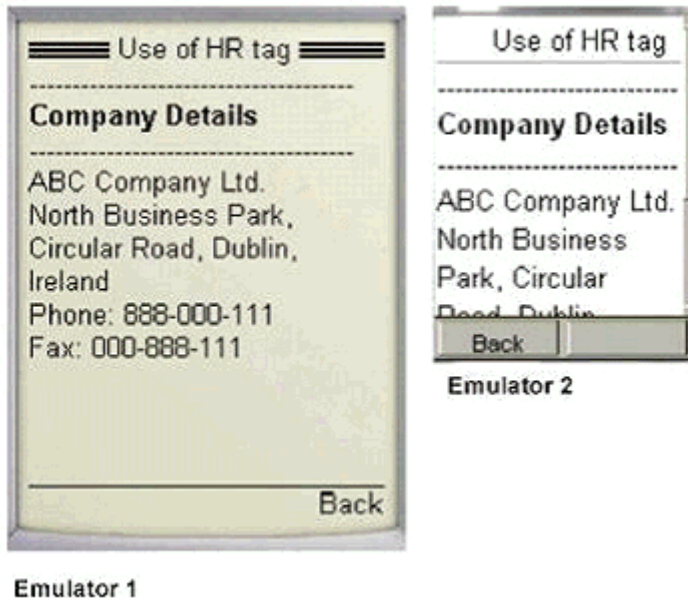 Use of HR tag
Company Details
ABC Company Ltd.
North Business Park,
Circular Road, Dublin,
Ireland
Phone: 888-000-111
Fax: 000-888-111
Back
Emulator 1
Use of HR tag
Company Details
ABC Company Ltd.
North Business
Park, Circular
Road, Dublin,
Back
Emulator 2